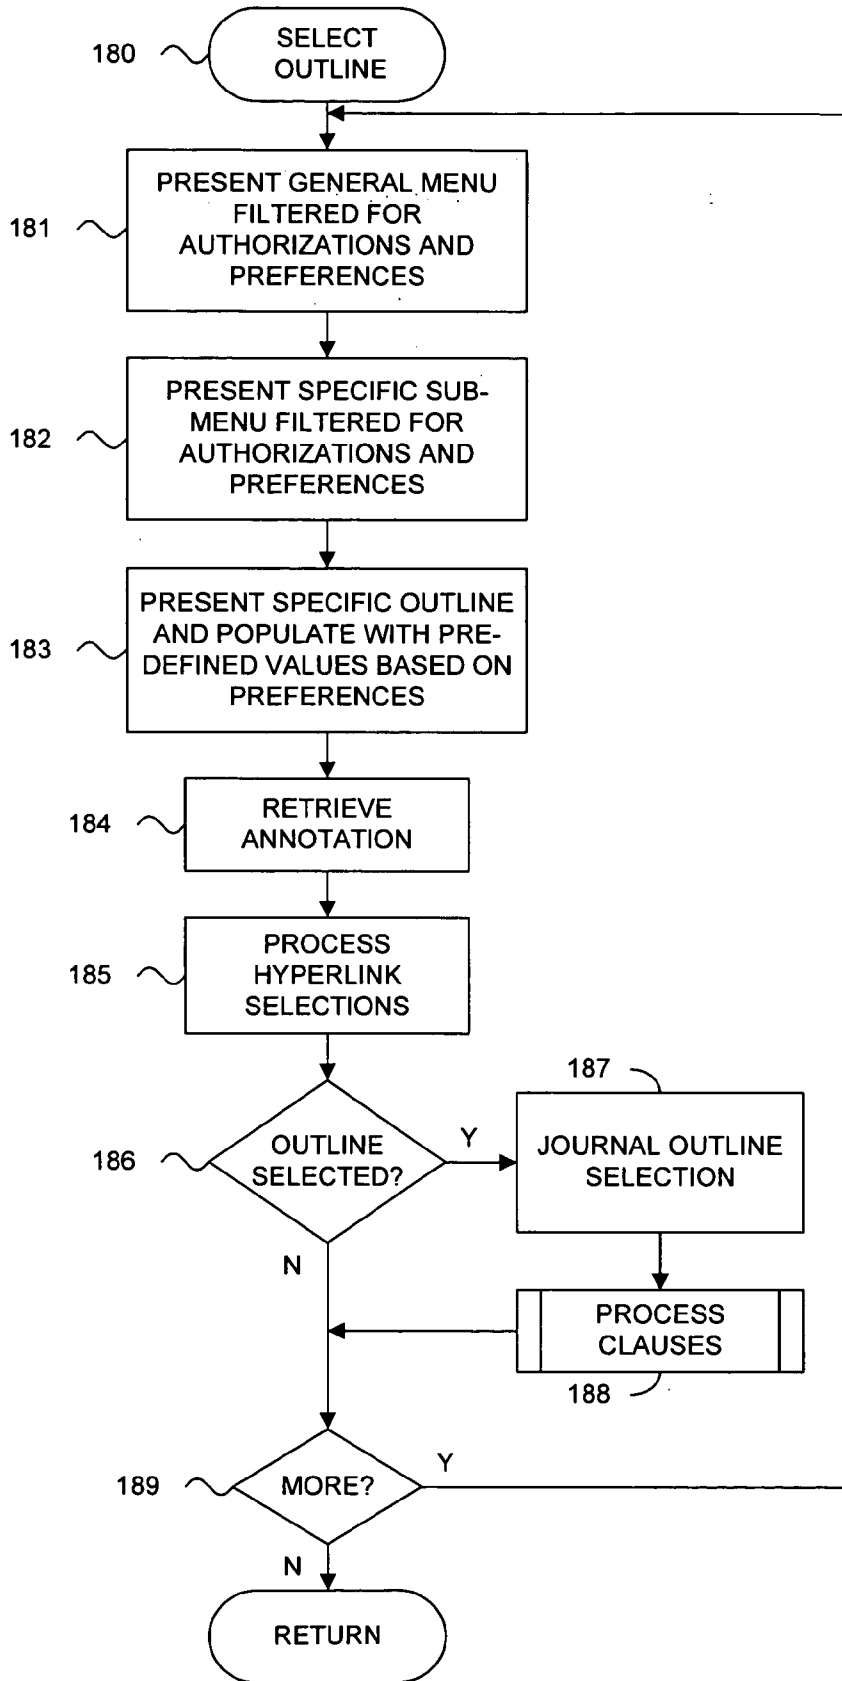 180
SELECT
OUTLINE
181
PRESENT GENERAL MENU
FILTERED FOR
AUTHORIZATIONS AND
PREFERENCES
182
PRESENT SPECIFIC SUB-
MENU FILTERED FOR
AUTHORIZATIONS AND
PREFERENCES
183
PRESENT SPECIFIC OUTLINE
AND POPULATE WITH PRE-
DEFINED VALUES BASED ON
PREFERENCES
184
RETRIEVE
ANNOTATION
185
PROCESS
HYPERLINK
SELECTIONS
186
OUTLINE
SELECTED?
Y
N
187
JOURNAL OUTLINE
SELECTION
PROCESS
CLAUSES
188
189
MORE?
Y
N
RETURN